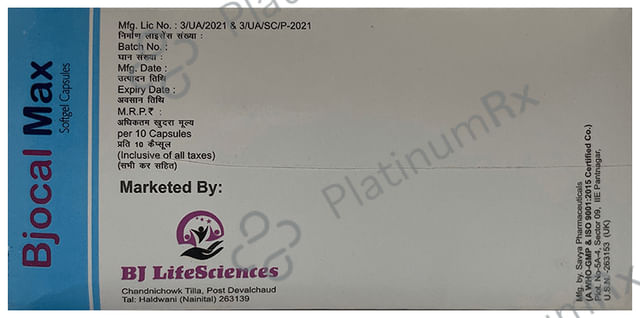 Bjocal Max
Softgel Capsules
Mfg. Lic No. : 3/UA/2021 & 3/UA/SC/P-2021
निर्माण लाइसेंस संख्या :
Batch No. :
घान संख्या :
Mfg. Date :
उत्पादन तिथि
Expiry Date :
अवसान तिथि
M.R.P.₹ :
अधिकतम खुदरा मूल्य
per 10 Capsules
प्रति 10 कैप्सूल
(Inclusive of all taxes)
(सभी कर सहित)
Marketed By:
BJ LifeSciences
Chandnichowk Tilla, Post Devalchaud
Tal: Haldwani (Nainital) 263139
Mfg. by: Savya Pharmaceuticals
(A WHO-GMP & ISO 9001:2015 Certified Co.)
Plot. No-5A-4, Sector 09, IIE Pantnagar,
U.S.N.-263153 (UK)
PlatinumRx
PlatinumRx